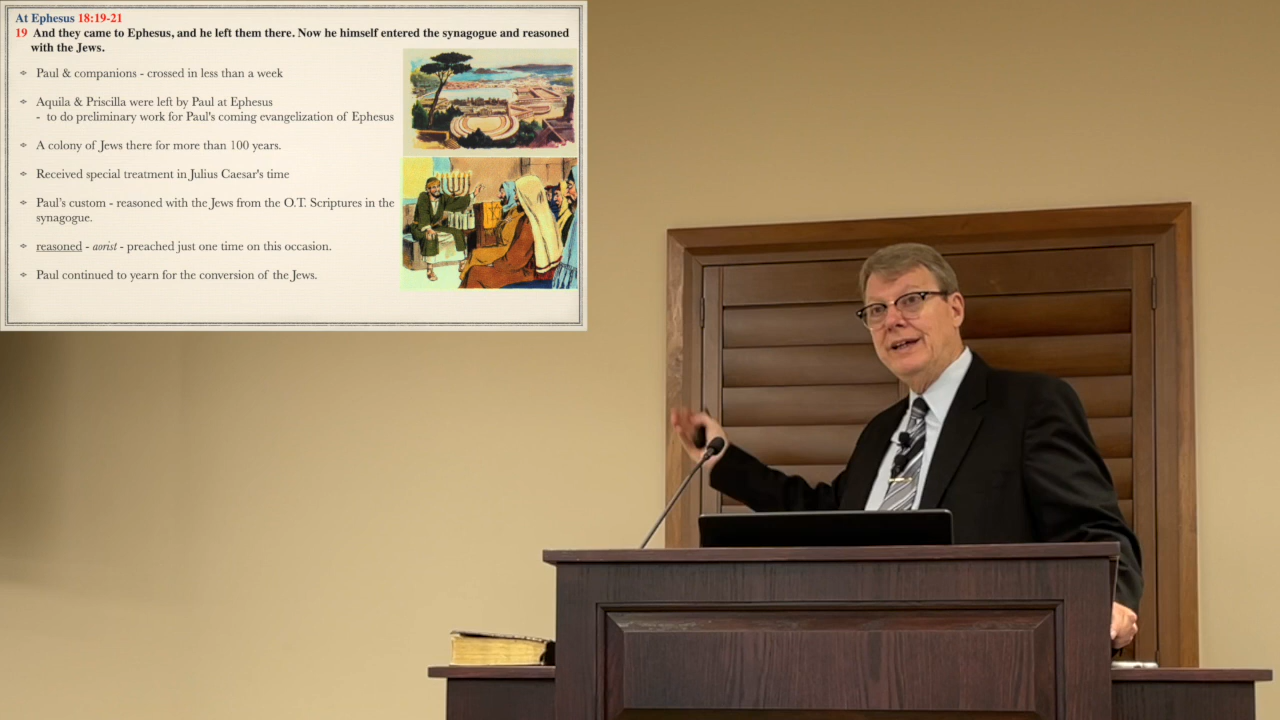 At Ephesus 18:19-21
19 And they came to Ephesus, and he left them there. Now he himself entered the synagogue and reasoned
with the Jews.
Paul & companions - crossed in less than a week
Aquila & Priscilla were left by Paul at Ephesus
- to do preliminary work for Paul's coming evangelization of Ephesus
A colony of Jews there for more than 100 years.
Received special treatment in Julius Caesar's time
Paul's custom - reasoned with the Jews from the O.T. Scriptures in the
synagogue.
reasoned - aorist - preached just one time on this occasion.
Paul continued to yearn for the conversion of the Jews.